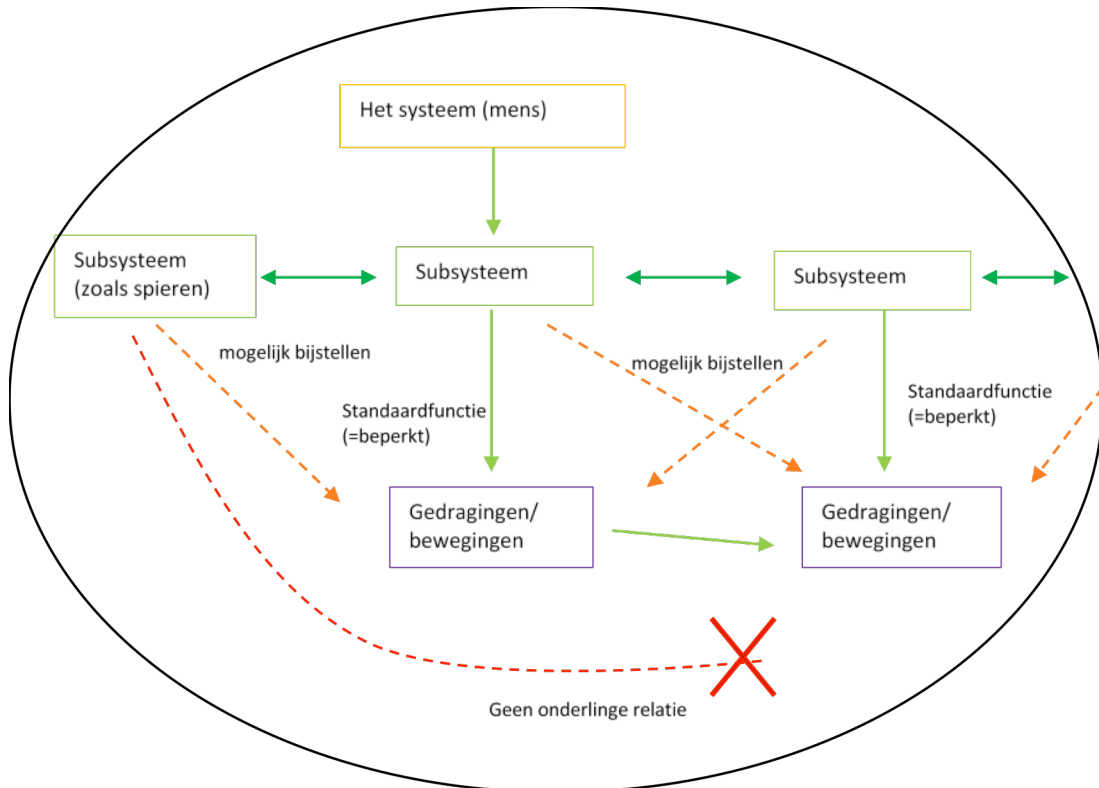 Het systeem (mens)
Subsysteem
(zoals spieren)
Subsysteem
Subsysteem
mogelijk bijstellen
mogelijk bijstellen
Standaardfunctie
(=beperkt)
Standaardfunctie
(=beperkt)
Gedragingen/
bewegingen
Gedragingen/
bewegingen
Geen onderlinge relatie